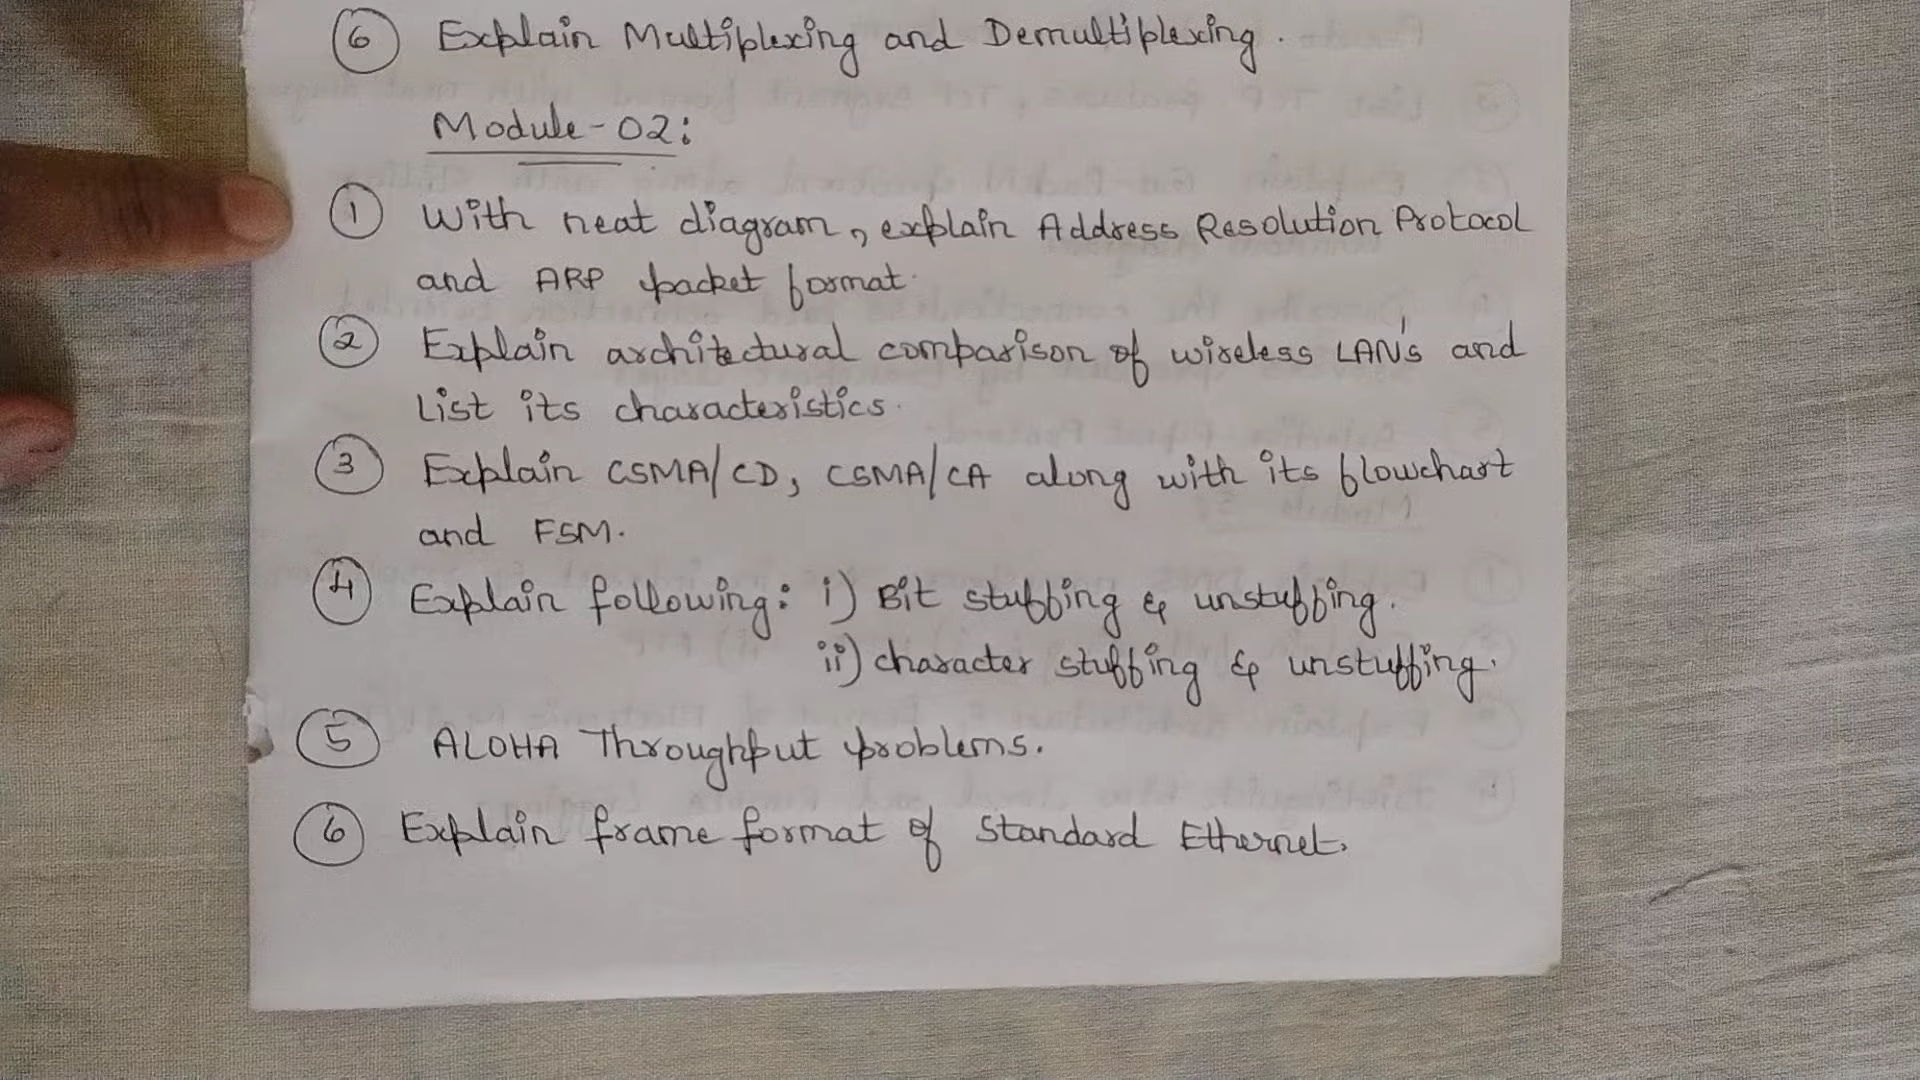 6 Explain Multiplexing and Demultiplexing.
Module-02:
1 With neat diagram, explain Address Resolution Protocol
and ARP packet format.
2 Explain architectural comparison of wireless LAN's and
List its characteristics.
3 Explain CSMA/CD, CSMA/CA along with its flowchart
and FSM.
4 Explain following: i) Bit stuffing & unstuffing.
ii) character stuffing & unstuffing.
5 ALOHA Throughput problems.
6 Explain frame format of Standard Ethernet.